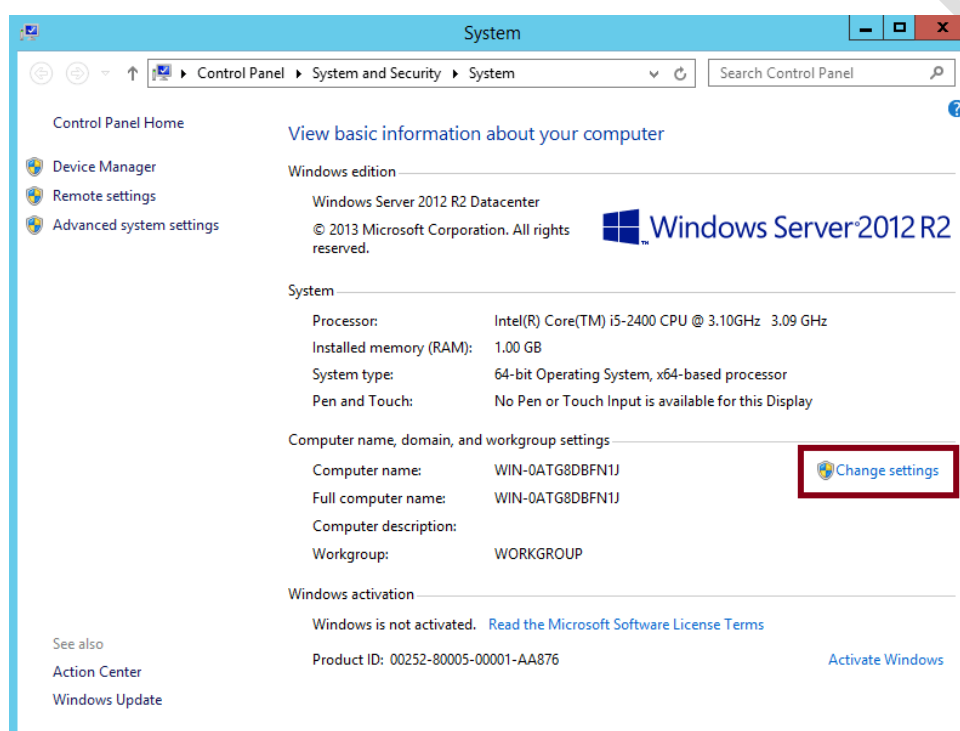 System
Control Panel System and Security System
Search Control Panel
Control Panel Home
Device Manager
Remote settings
Advanced system settings
View basic information about your computer
Windows edition
Windows Server 2012 R2 Datacenter
© 2013 Microsoft Corporation. All rights
reserved.
Windows Server 2012 R2
System
Processor: Intel(R) Core(TM) i5-2400 CPU @ 3.10GHz 3.09 GHz
Installed memory (RAM): 1.00 GB
System type: 64-bit Operating System, x64-based processor
Pen and Touch: No Pen or Touch Input is available for this Display
Computer name, domain, and workgroup settings
Computer name: WIN-0ATG8DBFN1J
Change settings
Full computer name: WIN-0ATG8DBFN1J
Computer description:
Workgroup: WORKGROUP
Windows activation
Windows is not activated. Read the Microsoft Software License Terms
Product ID: 00252-80005-00001-AA876
Activate Windows
See also
Action Center
Windows Update